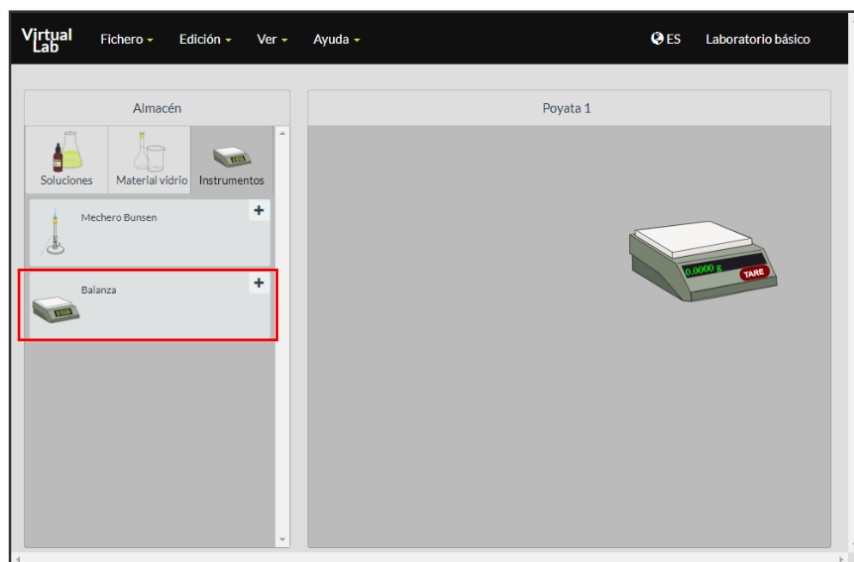 Virtual Lab
Fichero Edición Ver Ayuda
ES Laboratorio básico
Almacén
Poyata 1
Soluciones Material vidrio Instrumentos
Mechero Bunsen
Balanza
0.0000 g
TARE